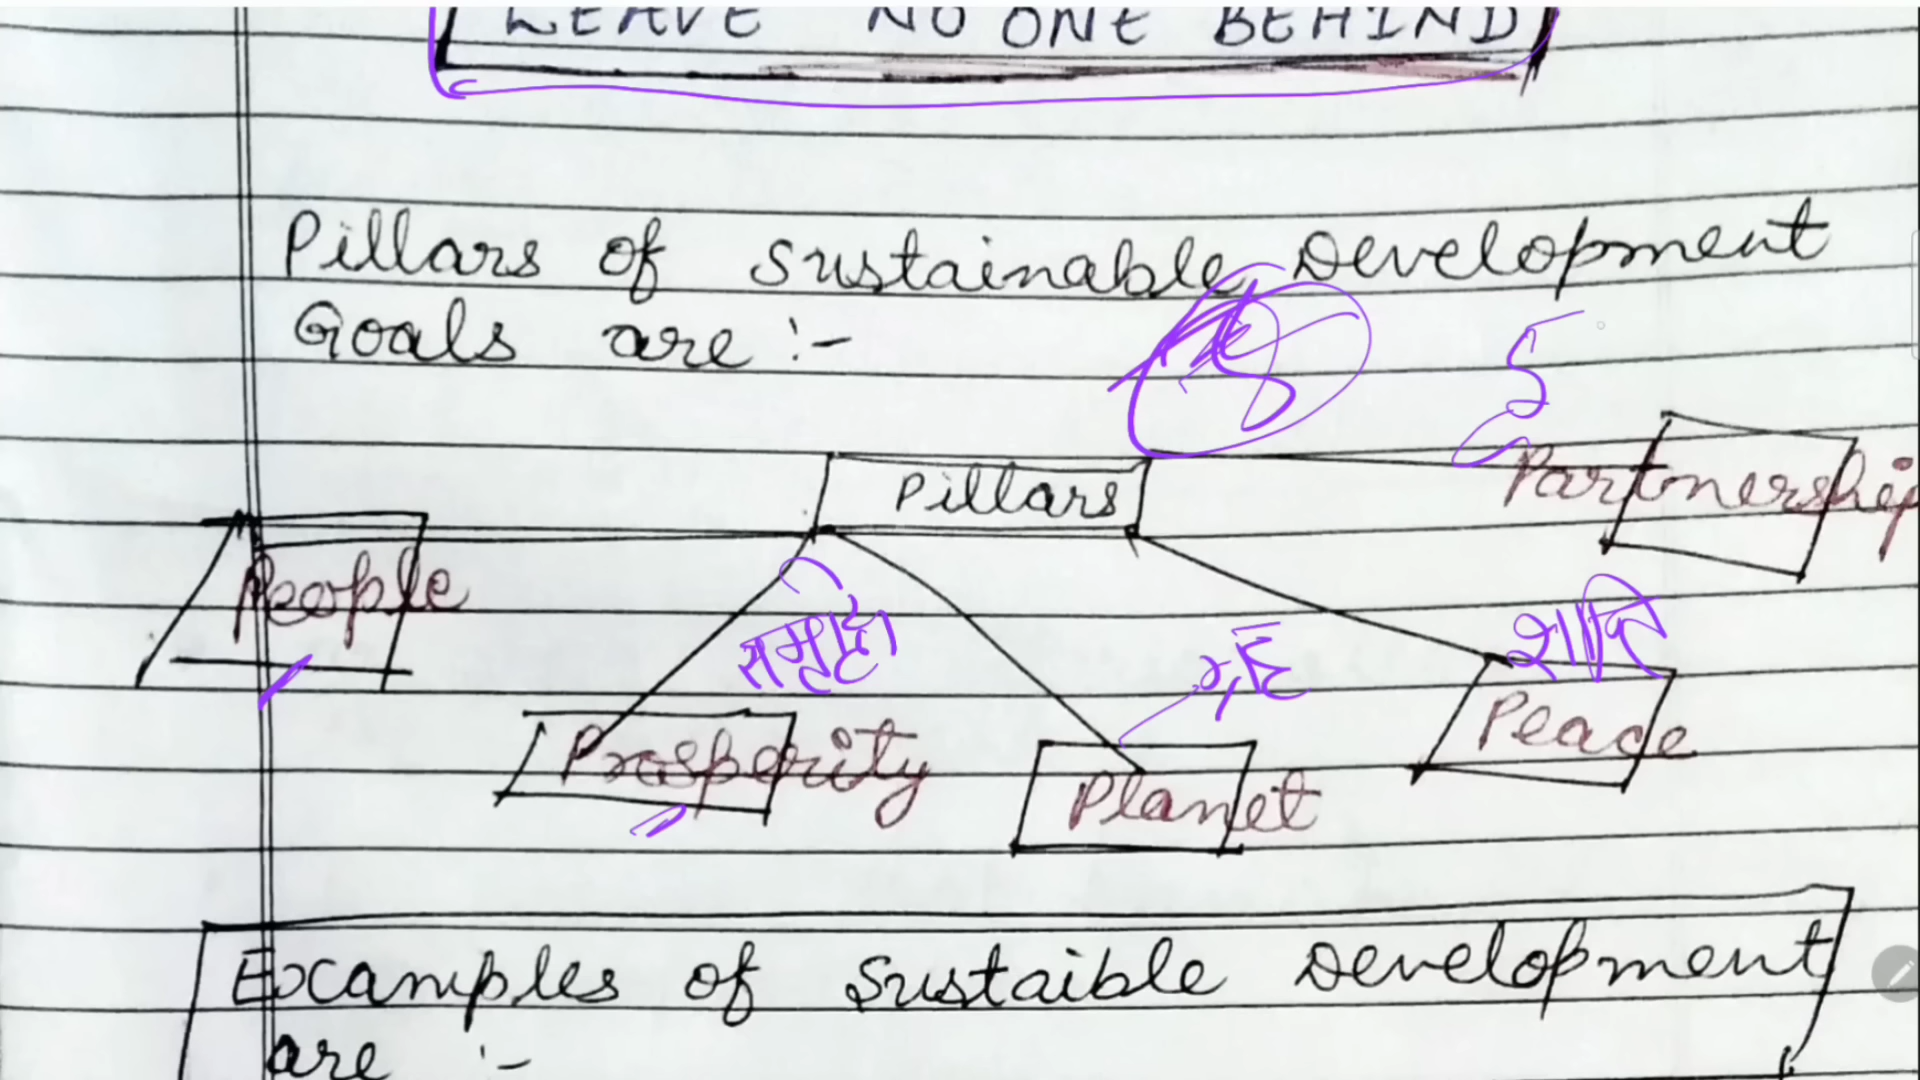 LEAVE NO ONE BEHIND
Pillars of Sustainable Development
Goals are :-
5
Pillars
Partnership
People
शांति
Prosperity
Planet
Peace
Examples of Sustaible Development
are :-